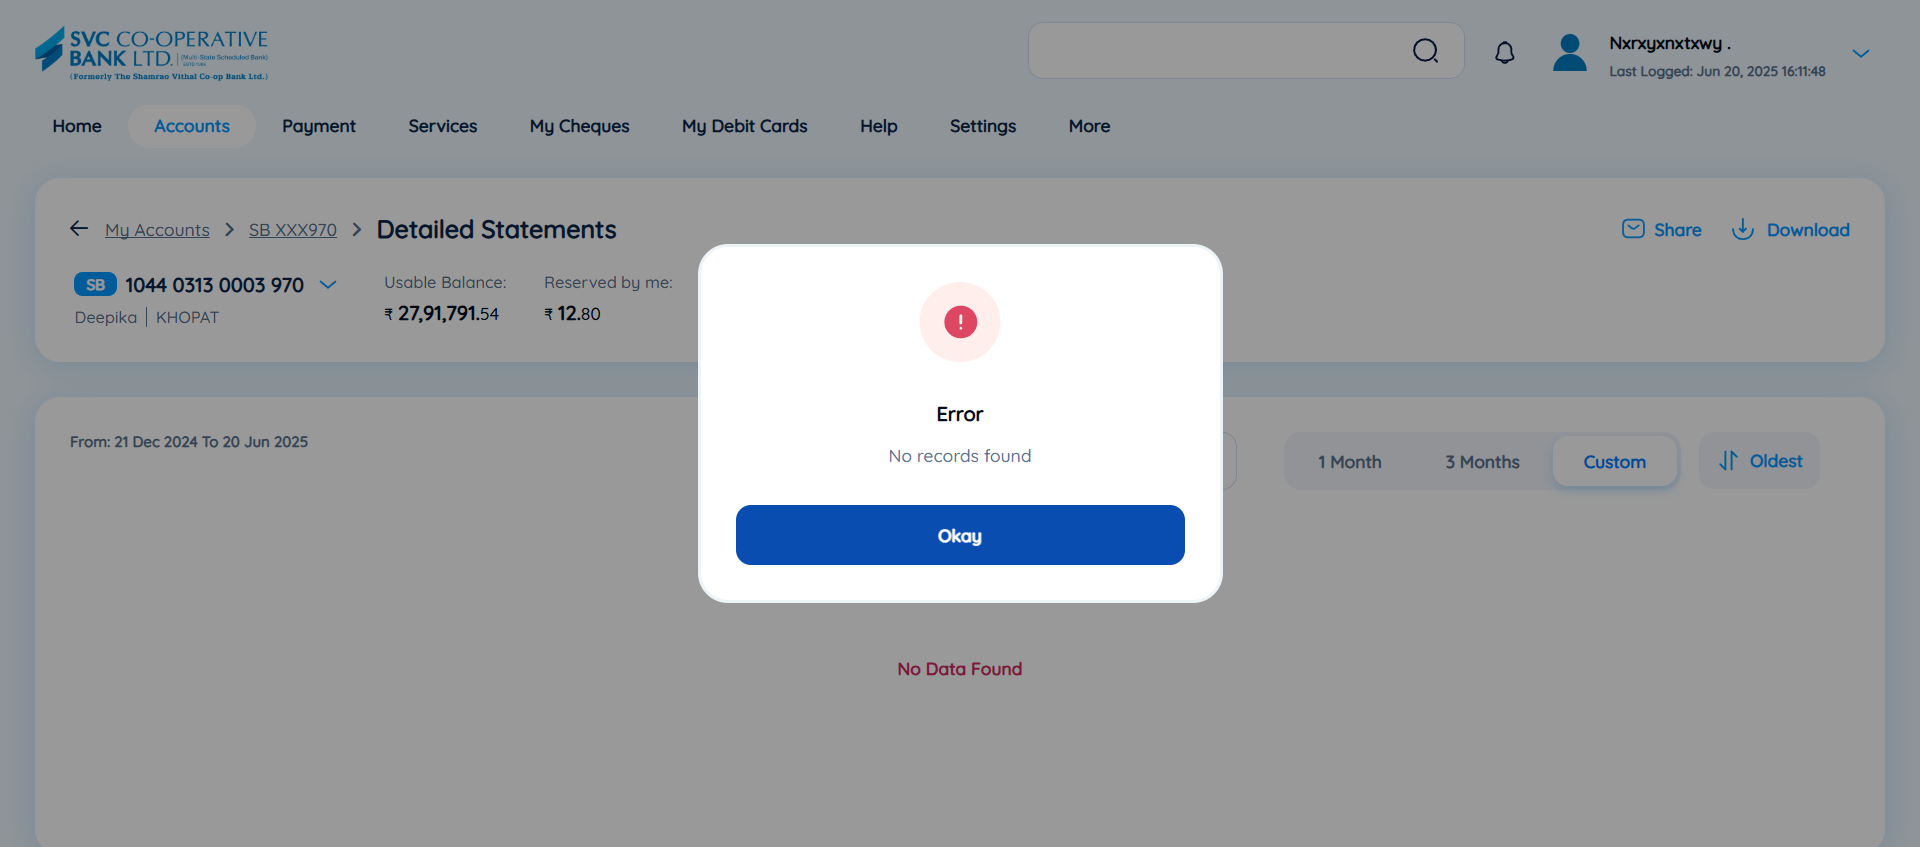 SVC CO-OPERATIVE
BANK LTD. (Multi-State Scheduled Bank)
ESTD 1906
(Formerly The Shamrao Vithal Co-op Bank Ltd.)
Nxrxyxnxtxwy .
Last Logged: Jun 20, 2025 16:11:48
Home Accounts Payment Services My Cheques My Debit Cards Help Settings More
My Accounts > SB XXX970 > Detailed Statements
Share Download
SB 1044 0313 0003 970
Deepika | KHOPAT
Usable Balance:
₹ 27,91,791.54
Reserved by me:
₹ 12.80
Error
No records found
Okay
From: 21 Dec 2024 To 20 Jun 2025
1 Month 3 Months Custom
Oldest
No Data Found